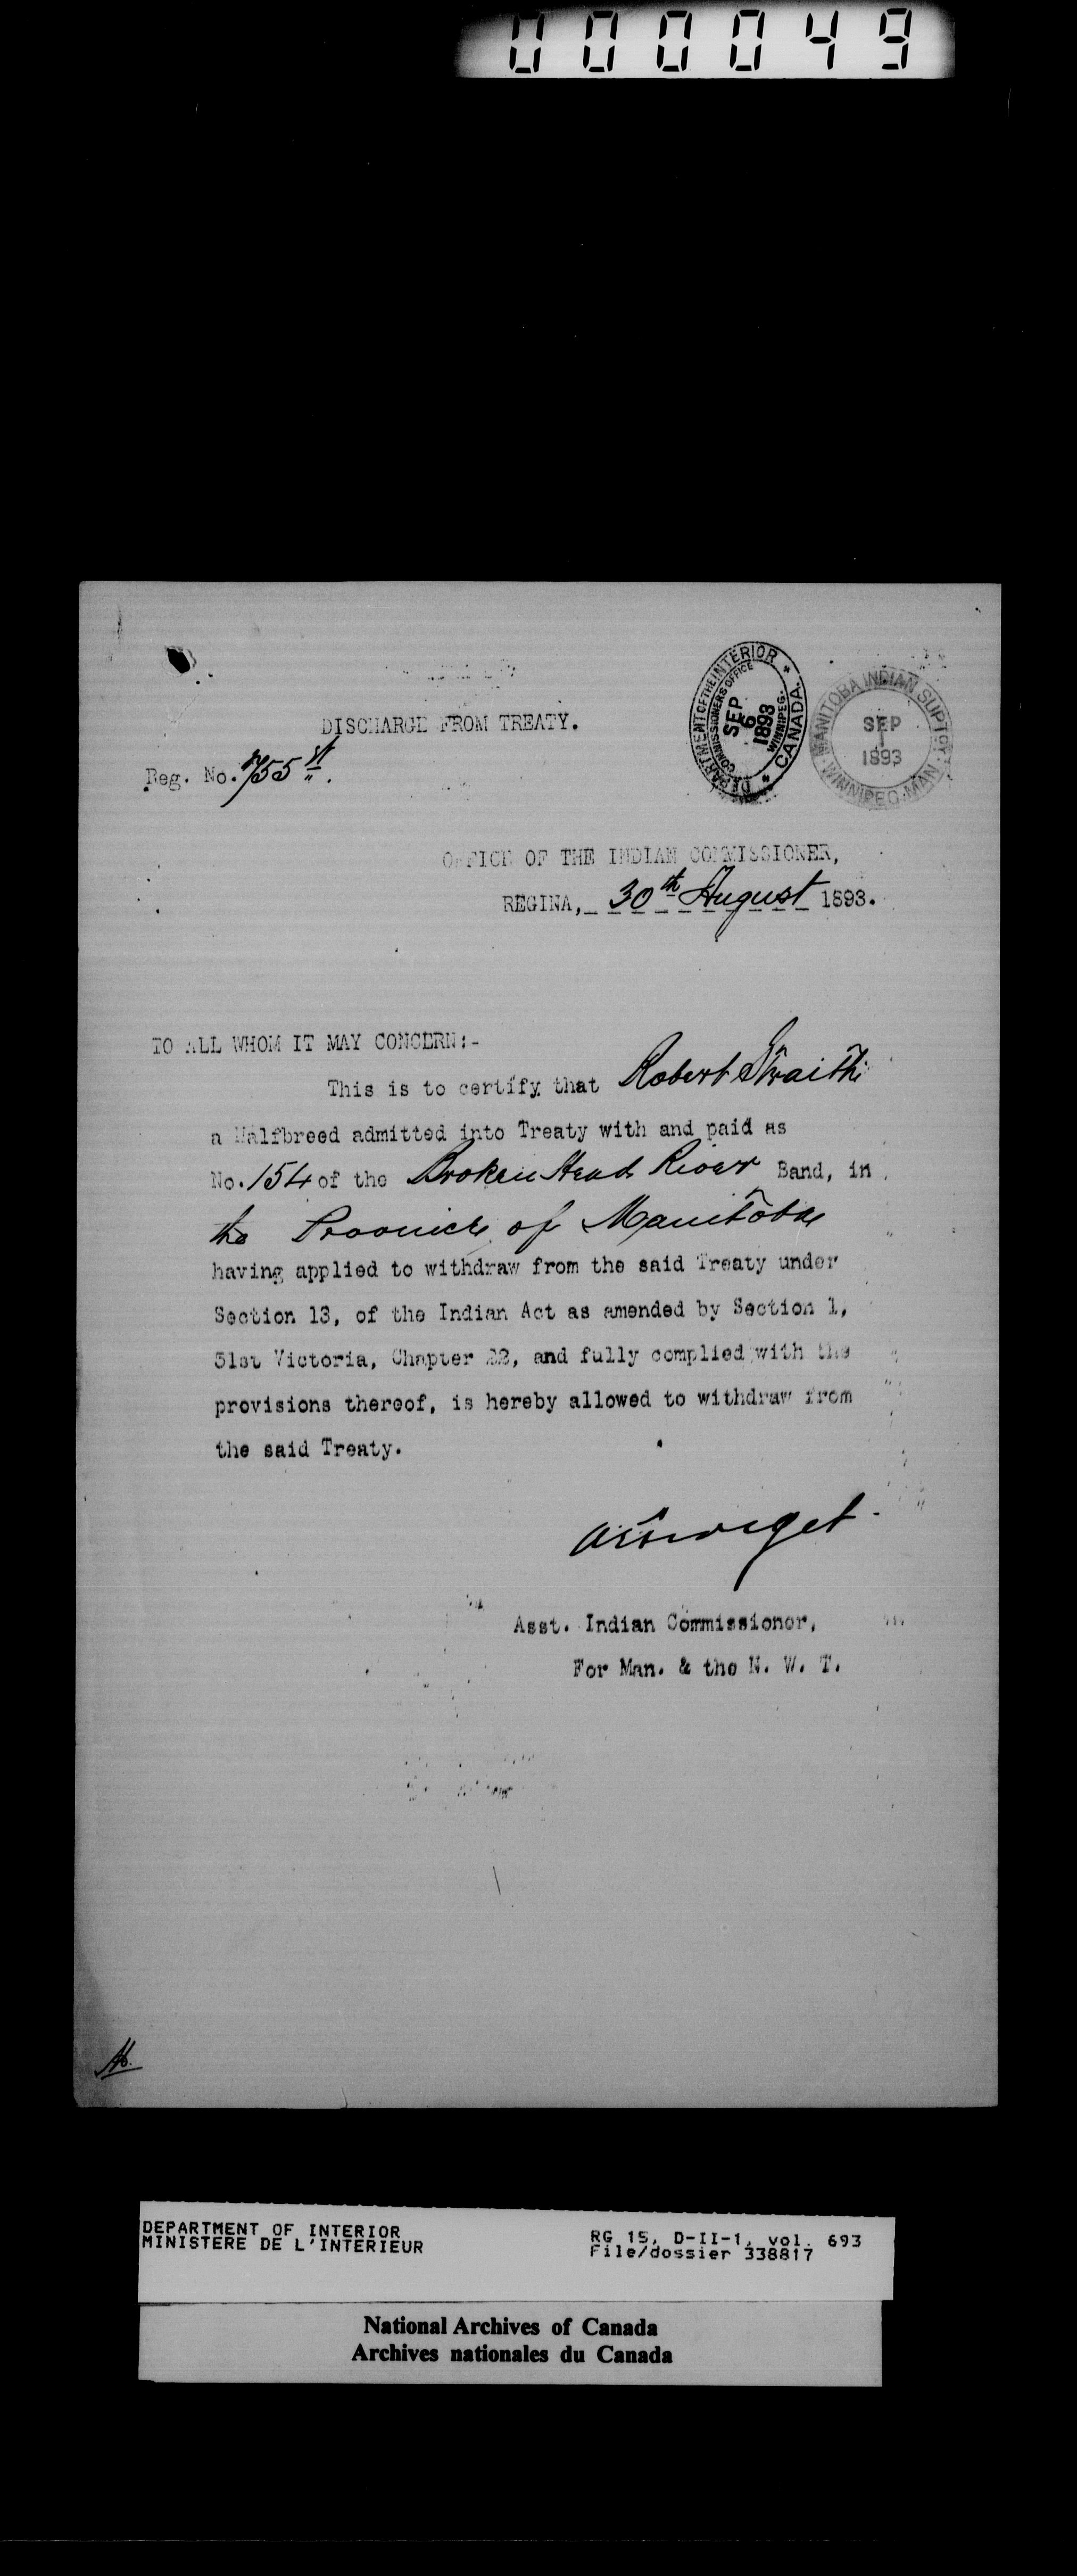 000049
DISCHARGE FROM TREATY.
Reg. No. 755
DEPARTMENT OF THE INTERIOR
COMMISSIONERS OFFICE
SEP
6
1893
WINNIPEG.
CANADA.
MANITOBA INDIAN SUPTCY.
SEP
1
1893
WINNIPEG. MAN.
OFFICE OF THE INDIAN COMMISSIONER,
REGINA, 30th August 1893.
TO ALL WHOM IT MAY CONCERN:-
This is to certify that Robert Straith
a Halfbreed admitted into Treaty with and paid as
No. 154 of the Broken Head River Band, in
the Province of Manitoba
having applied to withdraw from the said Treaty under
Section 13, of the Indian Act as amended by Section 1,
51st Victoria, Chapter 22, and fully complied with the
provisions thereof, is hereby allowed to withdraw from
the said Treaty.
Asst. Indian Commissioner,
For Man. & the N. W. T.
DEPARTMENT OF INTERIOR
MINISTERE DE L'INTERIEUR
RG 15, D-II-1, vol. 693
File/dossier 338817
National Archives of Canada
Archives nationales du Canada